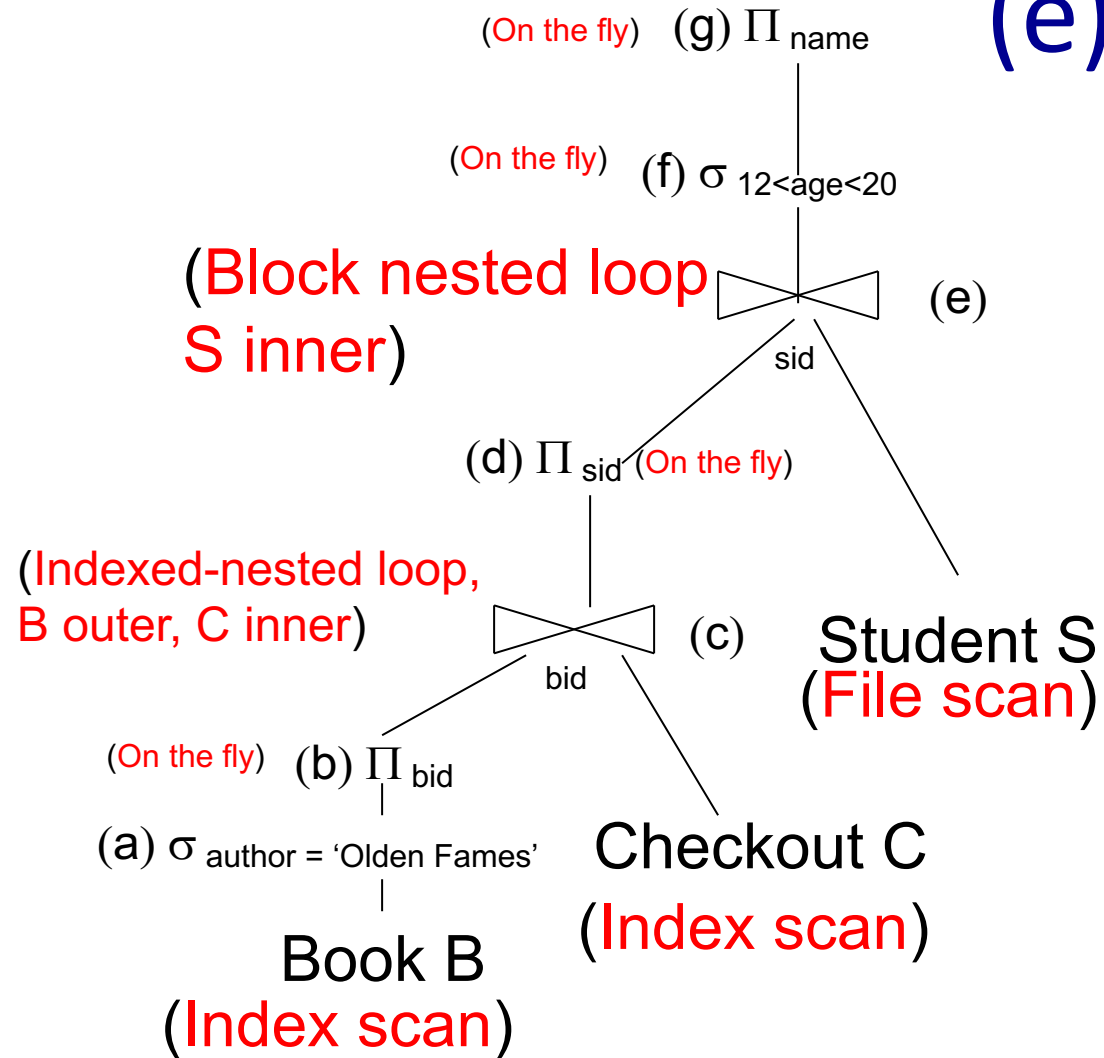 (On the fly) (g) Π name
(e)
(On the fly) (f) σ 12<age<20
(Block nested loop
S inner)
(e)
sid
(d) Π sid (On the fly)
(Indexed-nested loop,
B outer, C inner)
(c)
bid
Student S
(File scan)
(On the fly) (b) Π bid
(a) σ author = ‘Olden Fames’
Checkout C
(Index scan)
Book B
(Index scan)